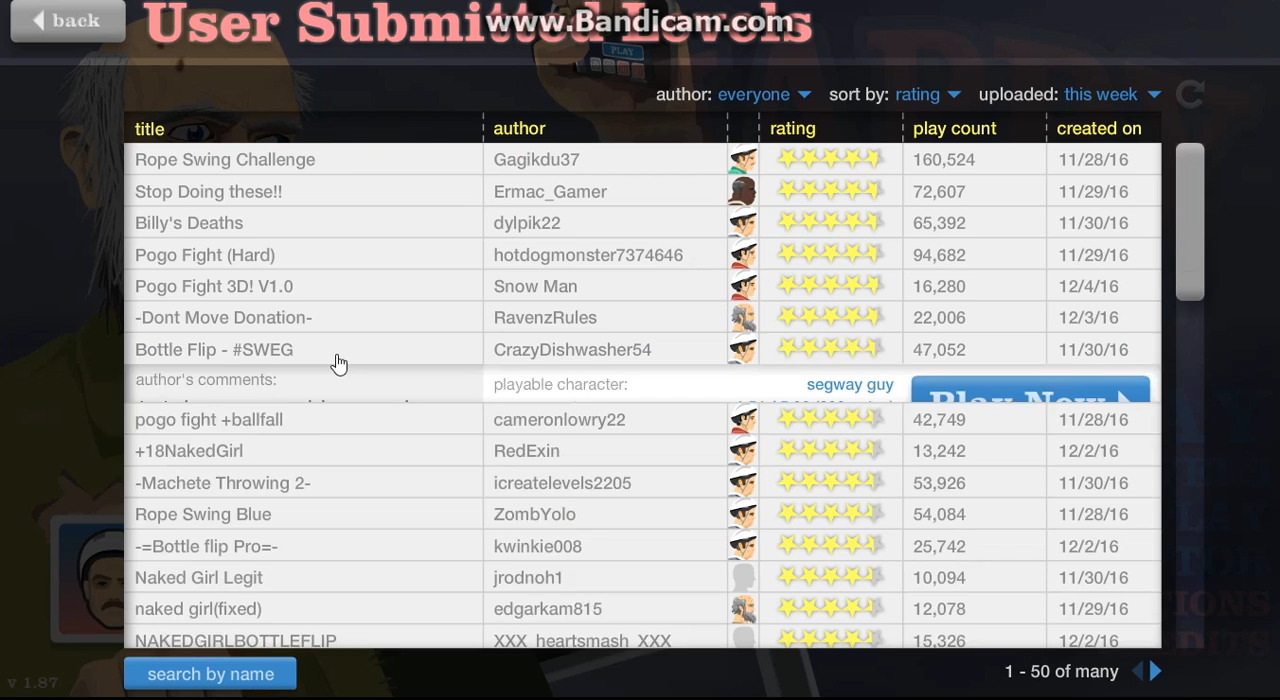 back
User Submitted Levels
www.Bandicam.com
PLAY
author: everyone sort by: rating uploaded: this week
title author rating play count created on
Rope Swing Challenge Gagikdu37 160,524 11/28/16
Stop Doing these!! Ermac_Gamer 72,607 11/29/16
Billy's Deaths dylpik22 65,392 11/30/16
Pogo Fight (Hard) hotdogmonster7374646 94,682 11/29/16
Pogo Fight 3D! V1.0 Snow Man 16,280 12/4/16
-Dont Move Donation- RavenzRules 22,006 12/3/16
Bottle Flip - #SWEG CrazyDishwasher54 47,052 11/30/16
author's comments: playable character: segway guy Play Now
pogo fight +ballfall cameronlowry22 42,749 11/28/16
+18NakedGirl RedExin 13,242 12/2/16
-Machete Throwing 2- icreatelevels2205 53,926 11/30/16
Rope Swing Blue ZombYolo 54,084 11/28/16
-=Bottle flip Pro=- kwinkie008 25,742 12/2/16
Naked Girl Legit jrodnoh1 10,094 11/30/16
naked girl(fixed) edgarkam815 12,078 11/29/16
NAKEDGIRLBOTTLEFLIP XXX_heartsmash_XXX 15,326 12/2/16
search by name 1 - 50 of many
v 1.87